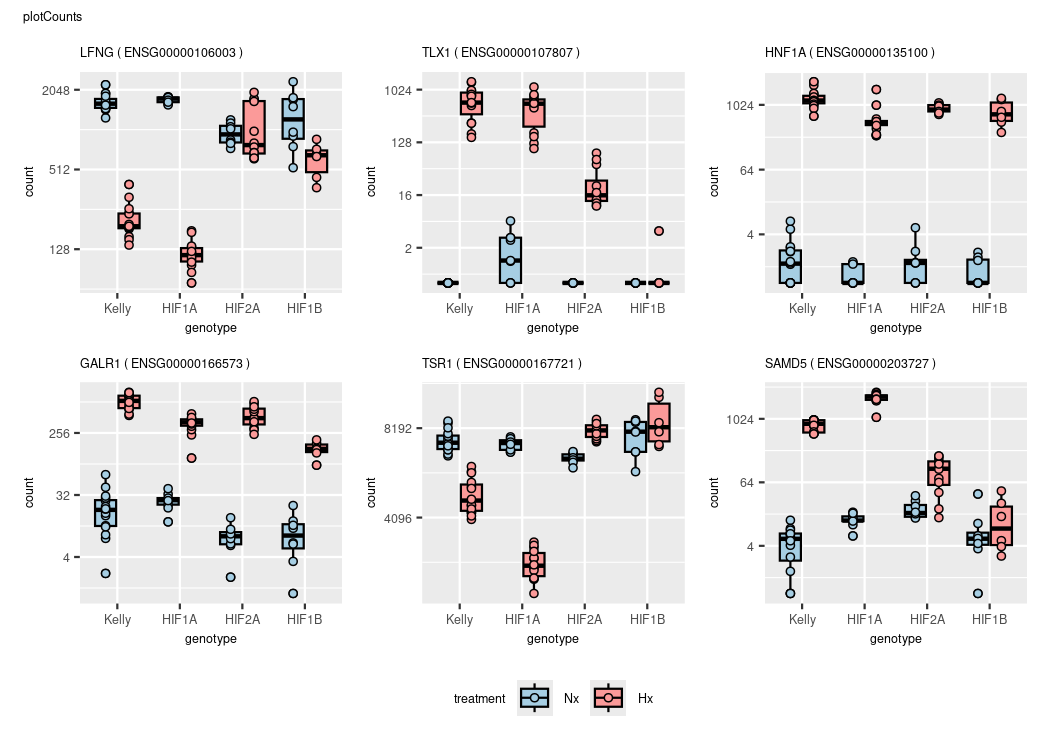 plotCounts
LFNG ( ENSG00000106003 )
TLX1 ( ENSG00000107807 )
HNF1A ( ENSG00000135100 )
count
2048
512
128
Kelly HIF1A HIF2A HIF1B
genotype
count
1024
128
16
2
Kelly HIF1A HIF2A HIF1B
genotype
count
1024
64
4
Kelly HIF1A HIF2A HIF1B
genotype
GALR1 ( ENSG00000166573 )
TSR1 ( ENSG00000167721 )
SAMD5 ( ENSG00000203727 )
count
256
32
4
Kelly HIF1A HIF2A HIF1B
genotype
count
8192
4096
Kelly HIF1A HIF2A HIF1B
genotype
count
1024
64
4
Kelly HIF1A HIF2A HIF1B
genotype
treatment Nx Hx